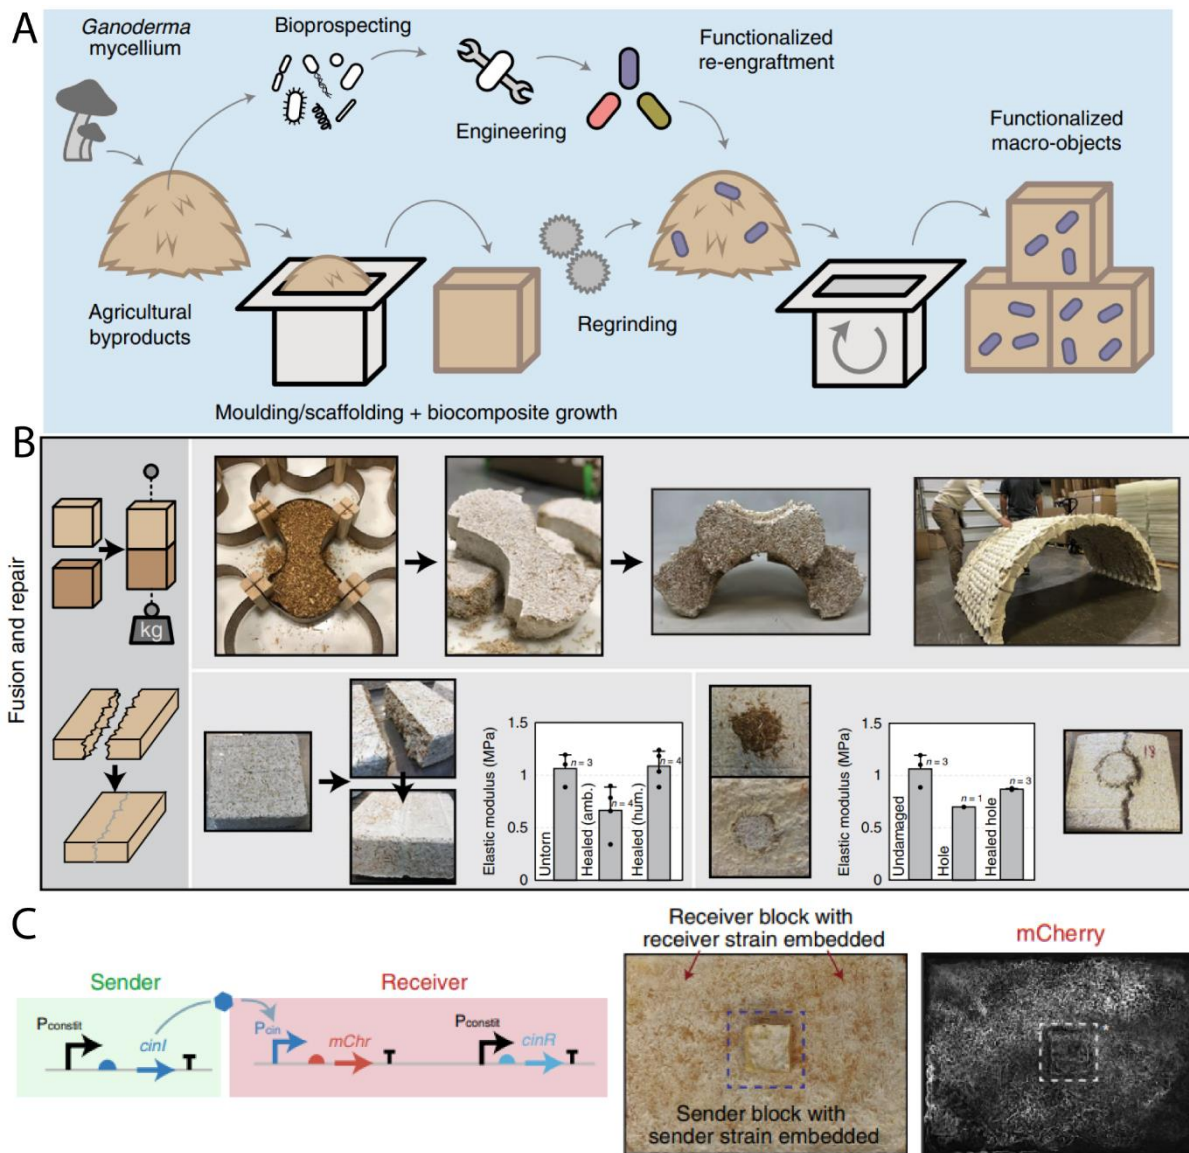 A
Ganoderma
mycellium
Bioprospecting
Engineering
Functionalized
re-engraftment
Functionalized
macro-objects
Agricultural
byproducts
Regrinding
Moulding/scaffolding + biocomposite growth
B
Fusion and repair
kg
Elastic modulus (MPa)
1.5
1
0.5
0
Untorn
Healed (amb.)
Healed (hum.)
n = 3
n = 4
n = 4
Elastic modulus (MPa)
1.5
1
0.5
0
Undamaged
Hole
Healed hole
n = 3
n = 1
n = 3
18
C
Sender
Receiver
Pconstit
cinI
Pcin
mChr
Pconstit
cinR
Receiver block with
receiver strain embedded
Sender block with
sender strain embedded
mCherry